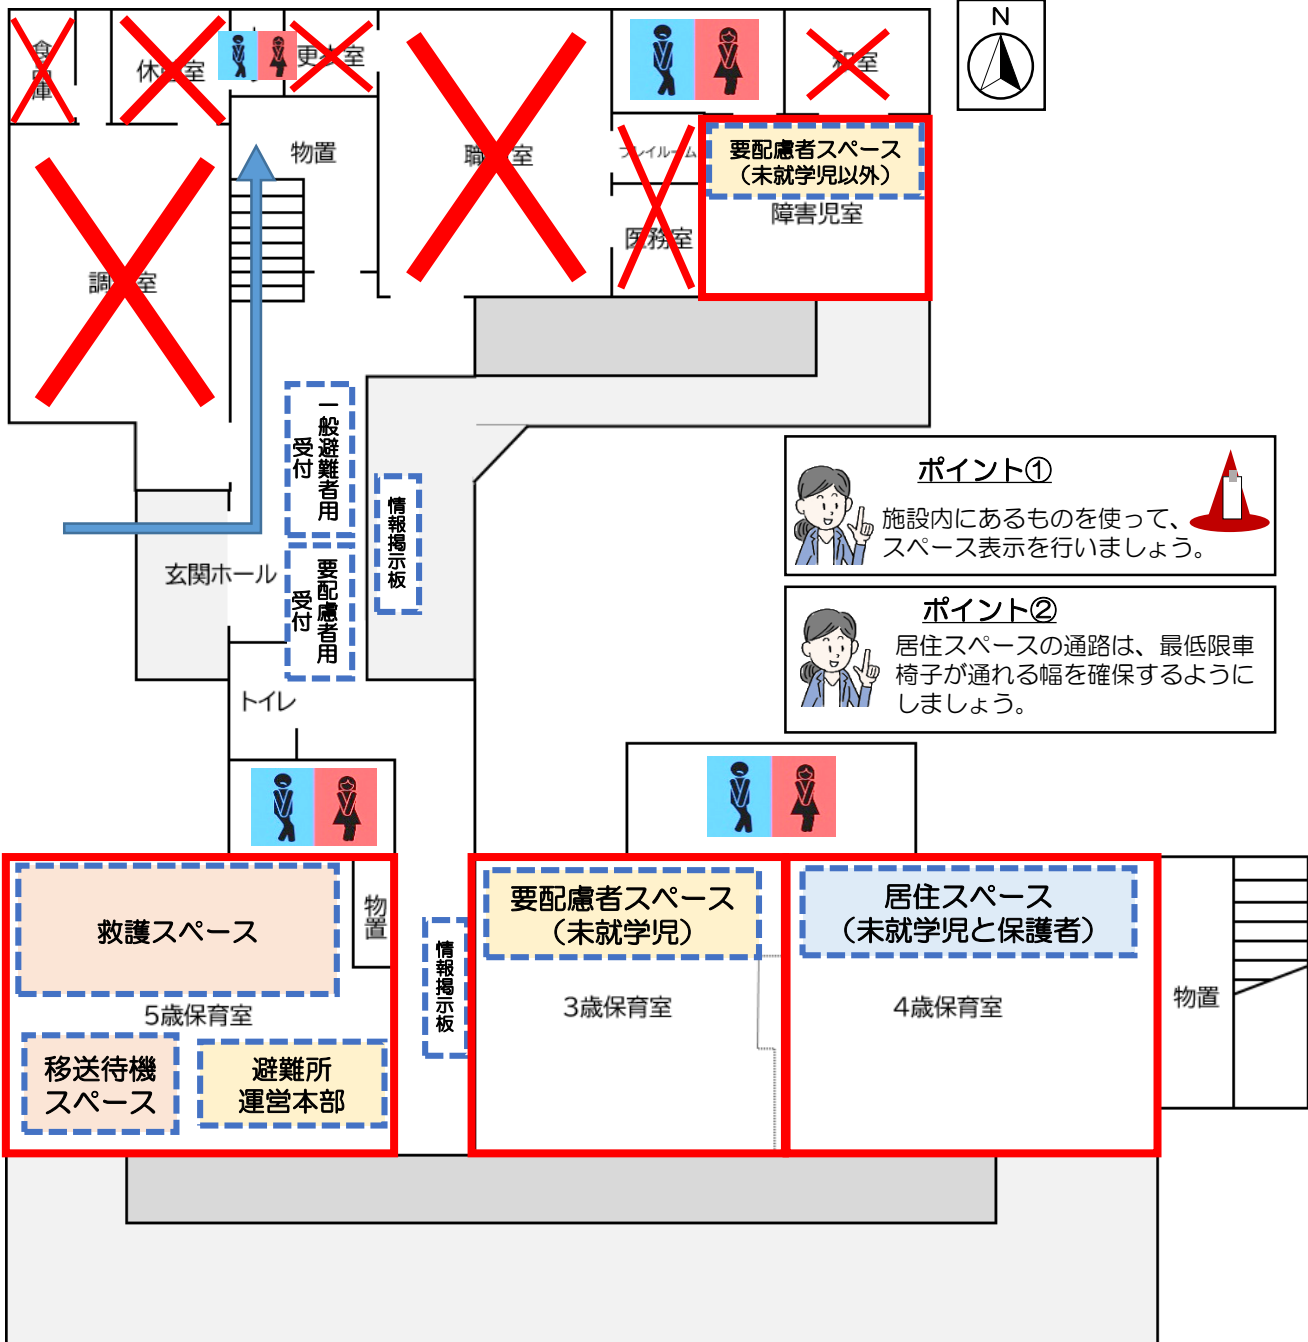 N
休憩室
更衣室
和室
物置
職員室
プレイルーム
医務室
要配慮者スペース
（未就学児以外）
障害児室
調理室
一般避難者用
受付
情報掲示板
要配慮者用
受付
玄関ホール
トイレ
ポイント①
施設内にあるものを使って、
スペース表示を行いましょう。
ポイント②
居住スペースの通路は、最低限車
椅子が通れる幅を確保するように
しましょう。
救護スペース
物置
5歳保育室
移送待機
スペース
避難所
運営本部
情報掲示板
要配慮者スペース
（未就学児）
3歳保育室
居住スペース
（未就学児と保護者）
4歳保育室
物置